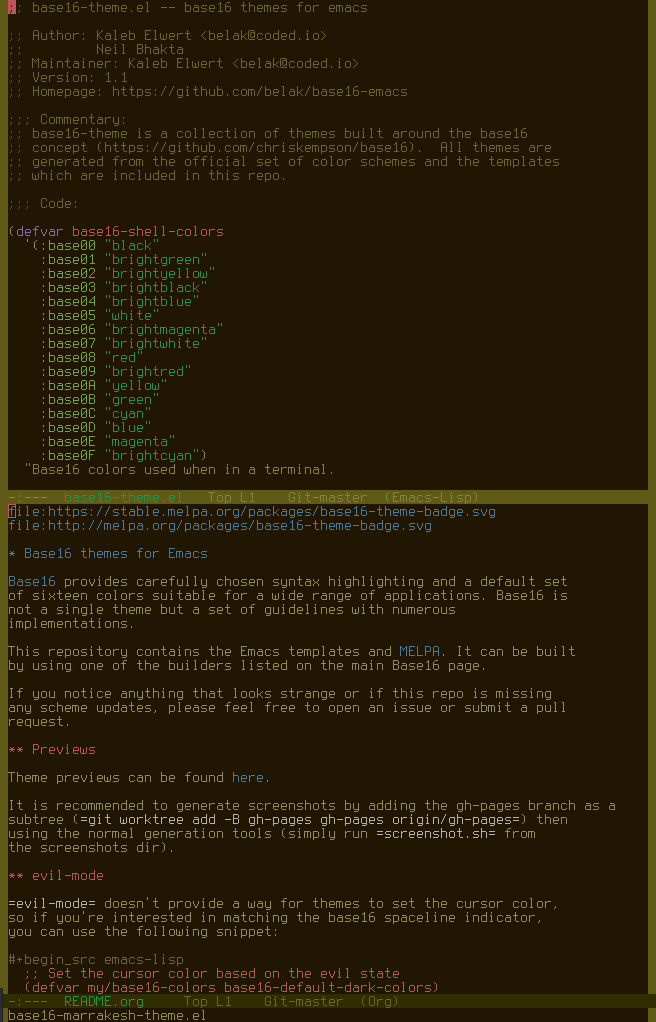 ;; base16-theme.el -- base16 themes for emacs
;; Author: Kaleb Elwert <belak@coded.io>
;;         Neil Bhakta
;; Maintainer: Kaleb Elwert <belak@coded.io>
;; Version: 1.1
;; Homepage: https://github.com/belak/base16-emacs
;;; Commentary:
;; base16-theme is a collection of themes built around the base16
;; concept (https://github.com/chriskempson/base16).  All themes are
;; generated from the official set of color schemes and the templates
;; which are included in this repo.
;;; Code:
(defvar base16-shell-colors
  '(:base00 "black"
    :base01 "brightgreen"
    :base02 "brightyellow"
    :base03 "brightblack"
    :base04 "brightblue"
    :base05 "white"
    :base06 "brightmagenta"
    :base07 "brightwhite"
    :base08 "red"
    :base09 "brightred"
    :base0A "yellow"
    :base0B "green"
    :base0C "cyan"
    :base0D "blue"
    :base0E "magenta"
    :base0F "brightcyan")
  "Base16 colors used when in a terminal.
-:---  base16-theme.el   Top L1    Git-master  (Emacs-Lisp)
file:https://stable.melpa.org/packages/base16-theme-badge.svg
file:http://melpa.org/packages/base16-theme-badge.svg
* Base16 themes for Emacs
Base16 provides carefully chosen syntax highlighting and a default set
of sixteen colors suitable for a wide range of applications. Base16 is
not a single theme but a set of guidelines with numerous
implementations.
This repository contains the Emacs templates and MELPA. It can be built
by using one of the builders listed on the main Base16 page.
If you notice anything that looks strange or if this repo is missing
any scheme updates, please feel free to open an issue or submit a pull
request.
** Previews
Theme previews can be found here.
It is recommended to generate screenshots by adding the gh-pages branch as a
subtree (=git worktree add -B gh-pages gh-pages origin/gh-pages=) then
using the normal generation tools (simply run =screenshot.sh= from
the screenshots dir).
** evil-mode
=evil-mode= doesn't provide a way for themes to set the cursor color,
so if you're interested in matching the base16 spaceline indicator,
you can use the following snippet:
#+begin_src emacs-lisp
  ;; Set the cursor color based on the evil state
  (defvar my/base16-colors base16-default-dark-colors)
-:---  README.org     Top L1    Git-master  (Org)
base16-marrakesh-theme.el